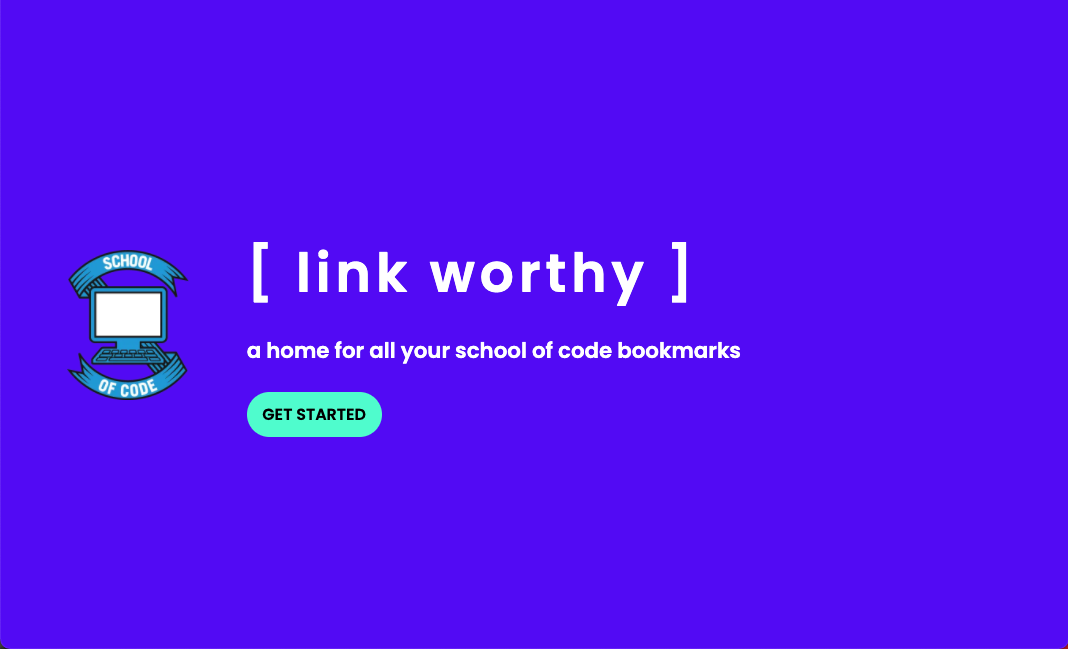 SCHOOL
OF CODE
[ link worthy ]
a home for all your school of code bookmarks
GET STARTED